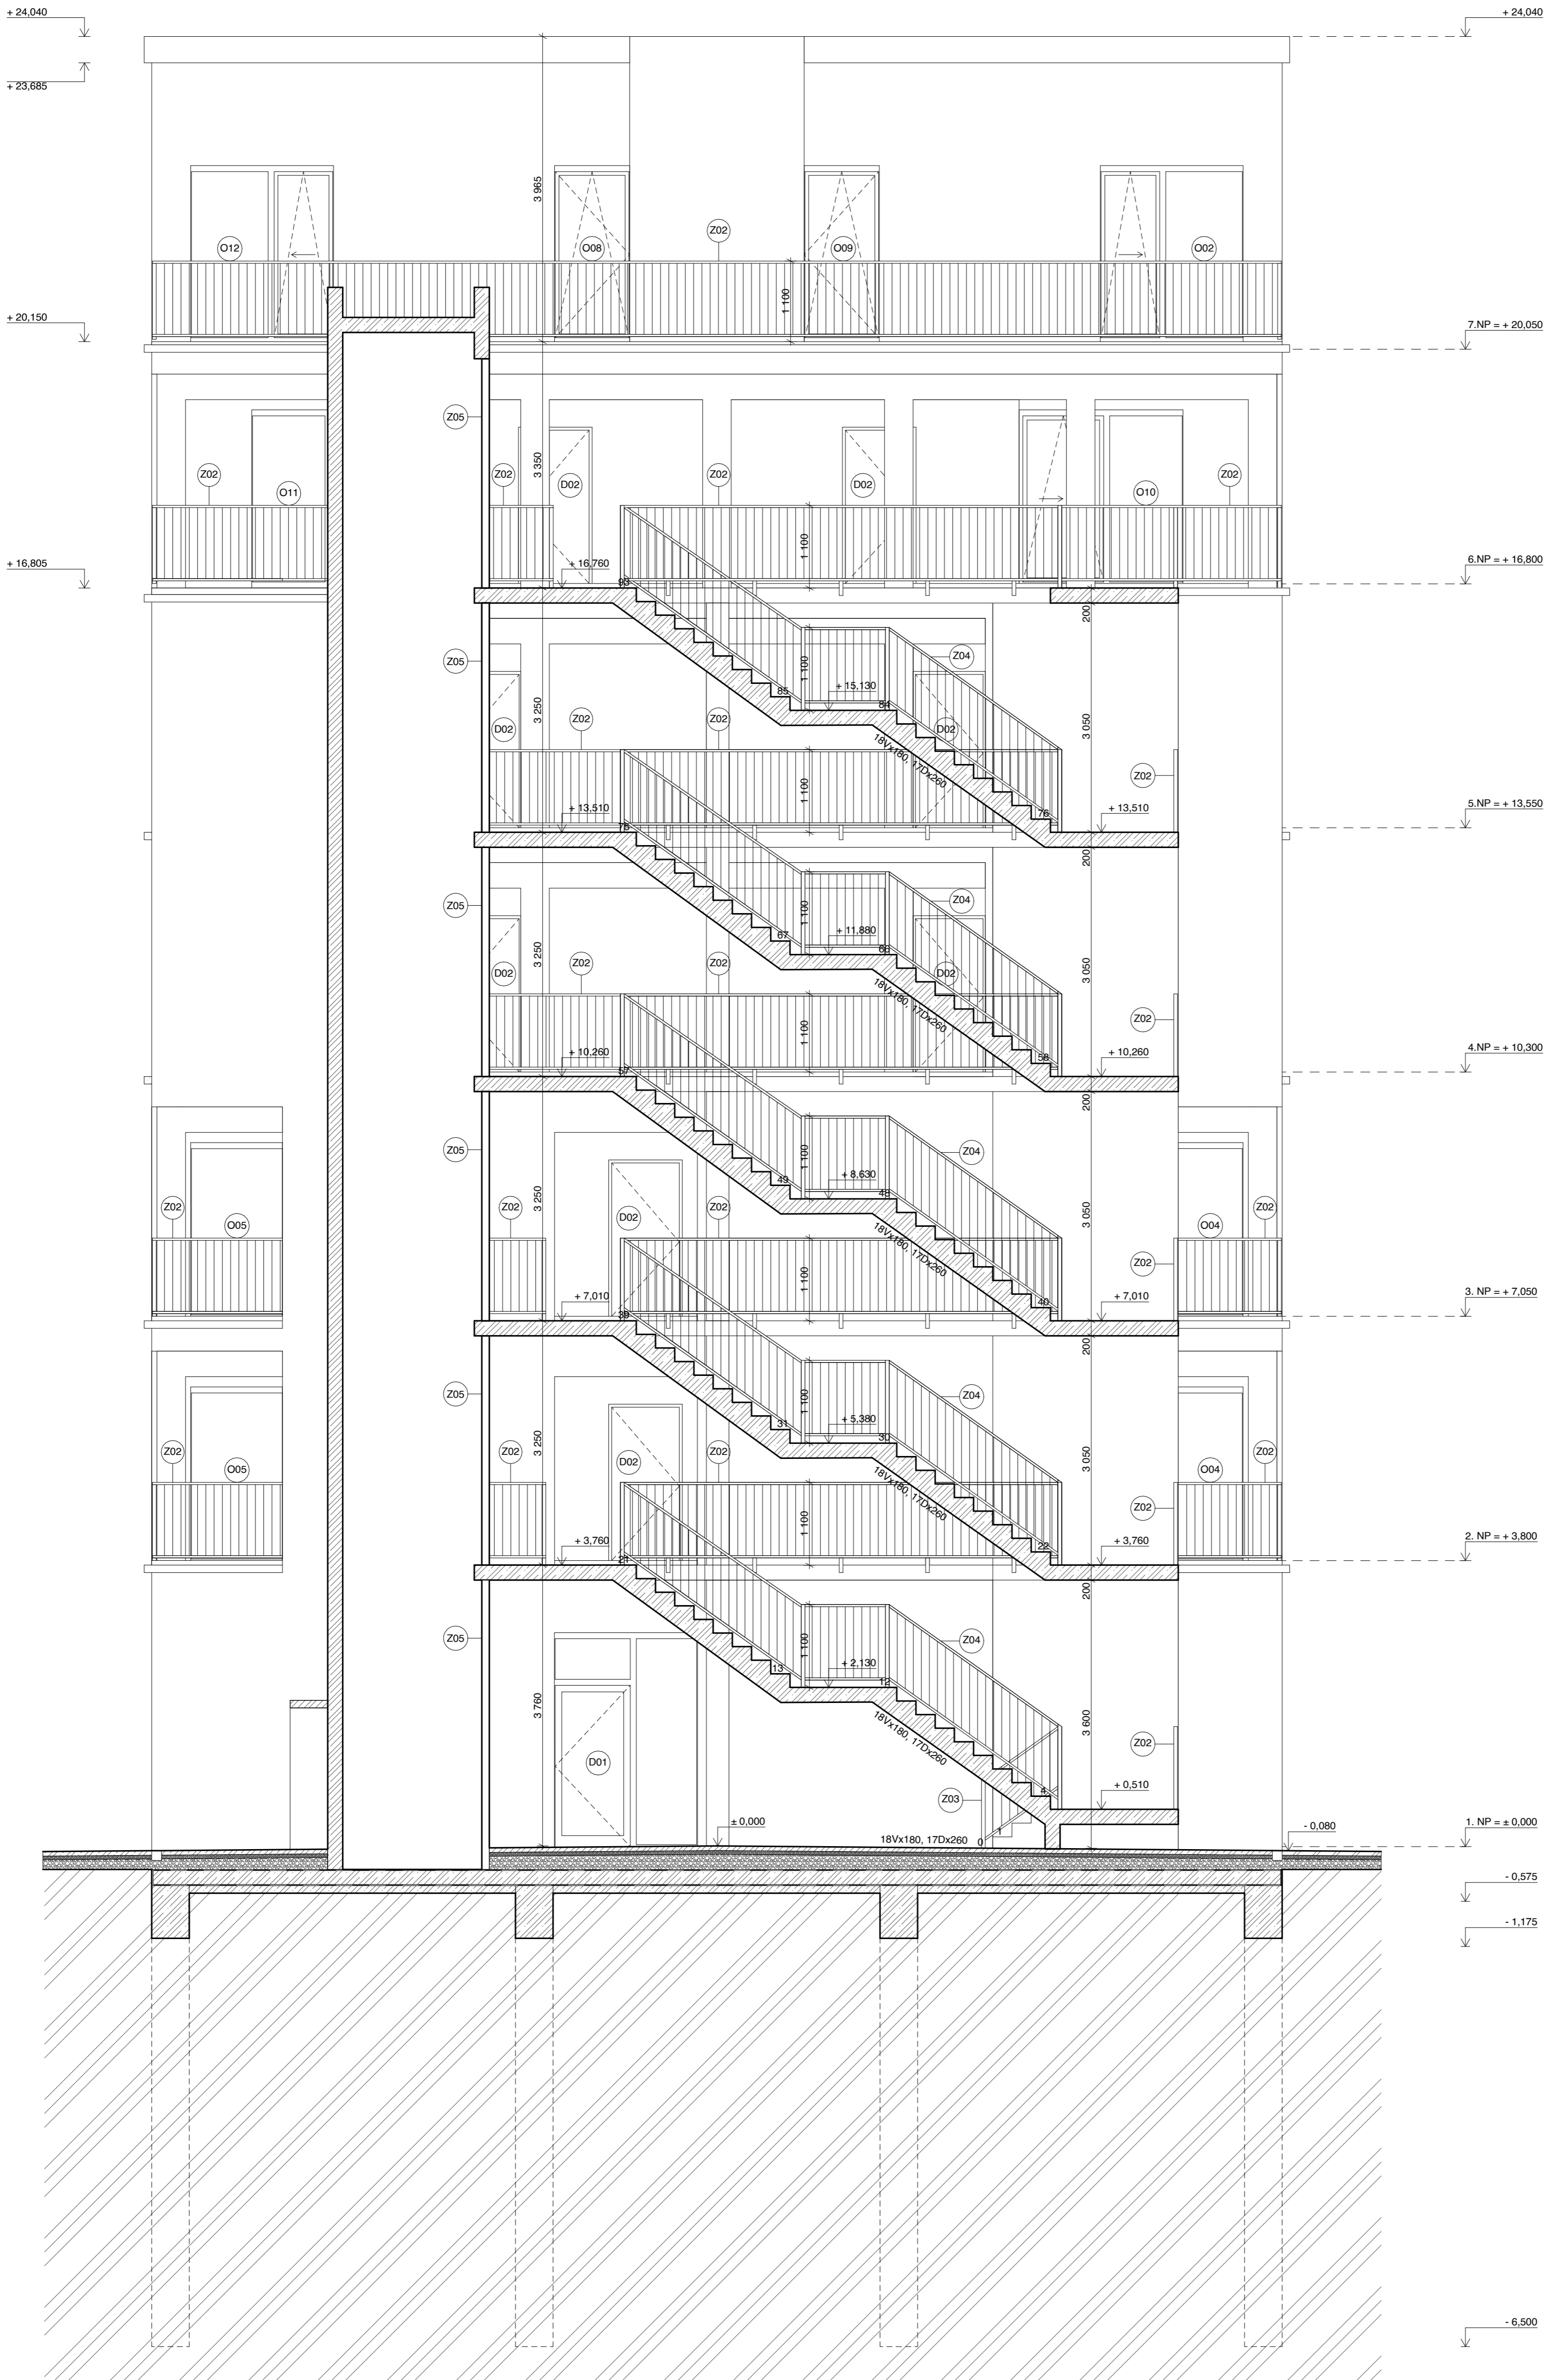 + 24,040
+ 24,040
+ 23,685
3 965
Z02
O12
O08
O09
O02
1 100
+ 20,150
7.NP = + 20,050
Z05
3 350
Z02
Z02
Z02
Z02
D02
D02
O11
O10
1 100
+ 16,805
+ 16,760
6.NP = + 16,800
93
200
Z05
1 100
Z04
85
+ 15,130
84
3 250
Z02
Z02
3 050
D02
D02
18Vx180, 17Dx260
Z02
1 100
+ 13,510
76
+ 13,510
5.NP = + 13,550
75
200
Z05
1 100
Z04
67
+ 11,880
66
3 250
Z02
Z02
3 050
D02
D02
18Vx180, 17Dx260
Z02
1 100
+ 10,260
58
+ 10,260
4.NP = + 10,300
57
200
Z05
1 100
Z04
49
+ 8,630
48
3 250
Z02
Z02
Z02
Z02
3 050
O05
D02
O04
18Vx180, 17Dx260
Z02
1 100
+ 7,010
40
+ 7,010
3. NP = + 7,050
39
200
Z05
1 100
Z04
31
+ 5,380
30
3 250
Z02
Z02
Z02
Z02
3 050
O05
D02
O04
18Vx180, 17Dx260
Z02
1 100
+ 3,760
22
+ 3,760
2. NP = + 3,800
21
200
Z05
1 100
Z04
13
+ 2,130
12
3 760
3 600
18Vx180, 17Dx260
Z02
D01
4
+ 0,510
Z03
± 0,000
1
1. NP = ± 0,000
- 0,080
18Vx180, 17Dx260
0
- 0,575
- 1,175
- 6,500